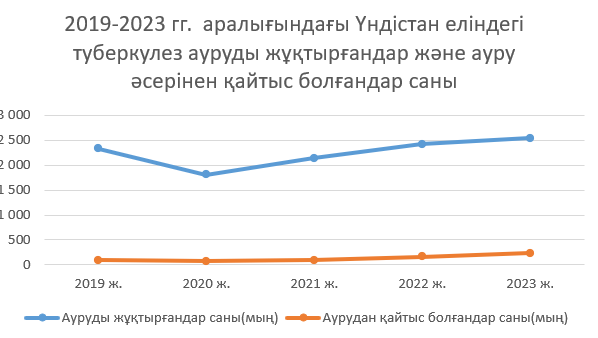 2019-2023 гг. аралығындағы Үндістан еліндегі
туберкулез ауруды жұқтырғандар және ауру
әсерінен қайтыс болғандар саны
3 000
2 500
2 000
1 500
1 000
500
0
2019 ж. 2020 ж. 2021 ж. 2022 ж. 2023 ж.
Ауруды жұқтырғандар саны(мың) Аурудан қайтыс болғандар саны(мың)